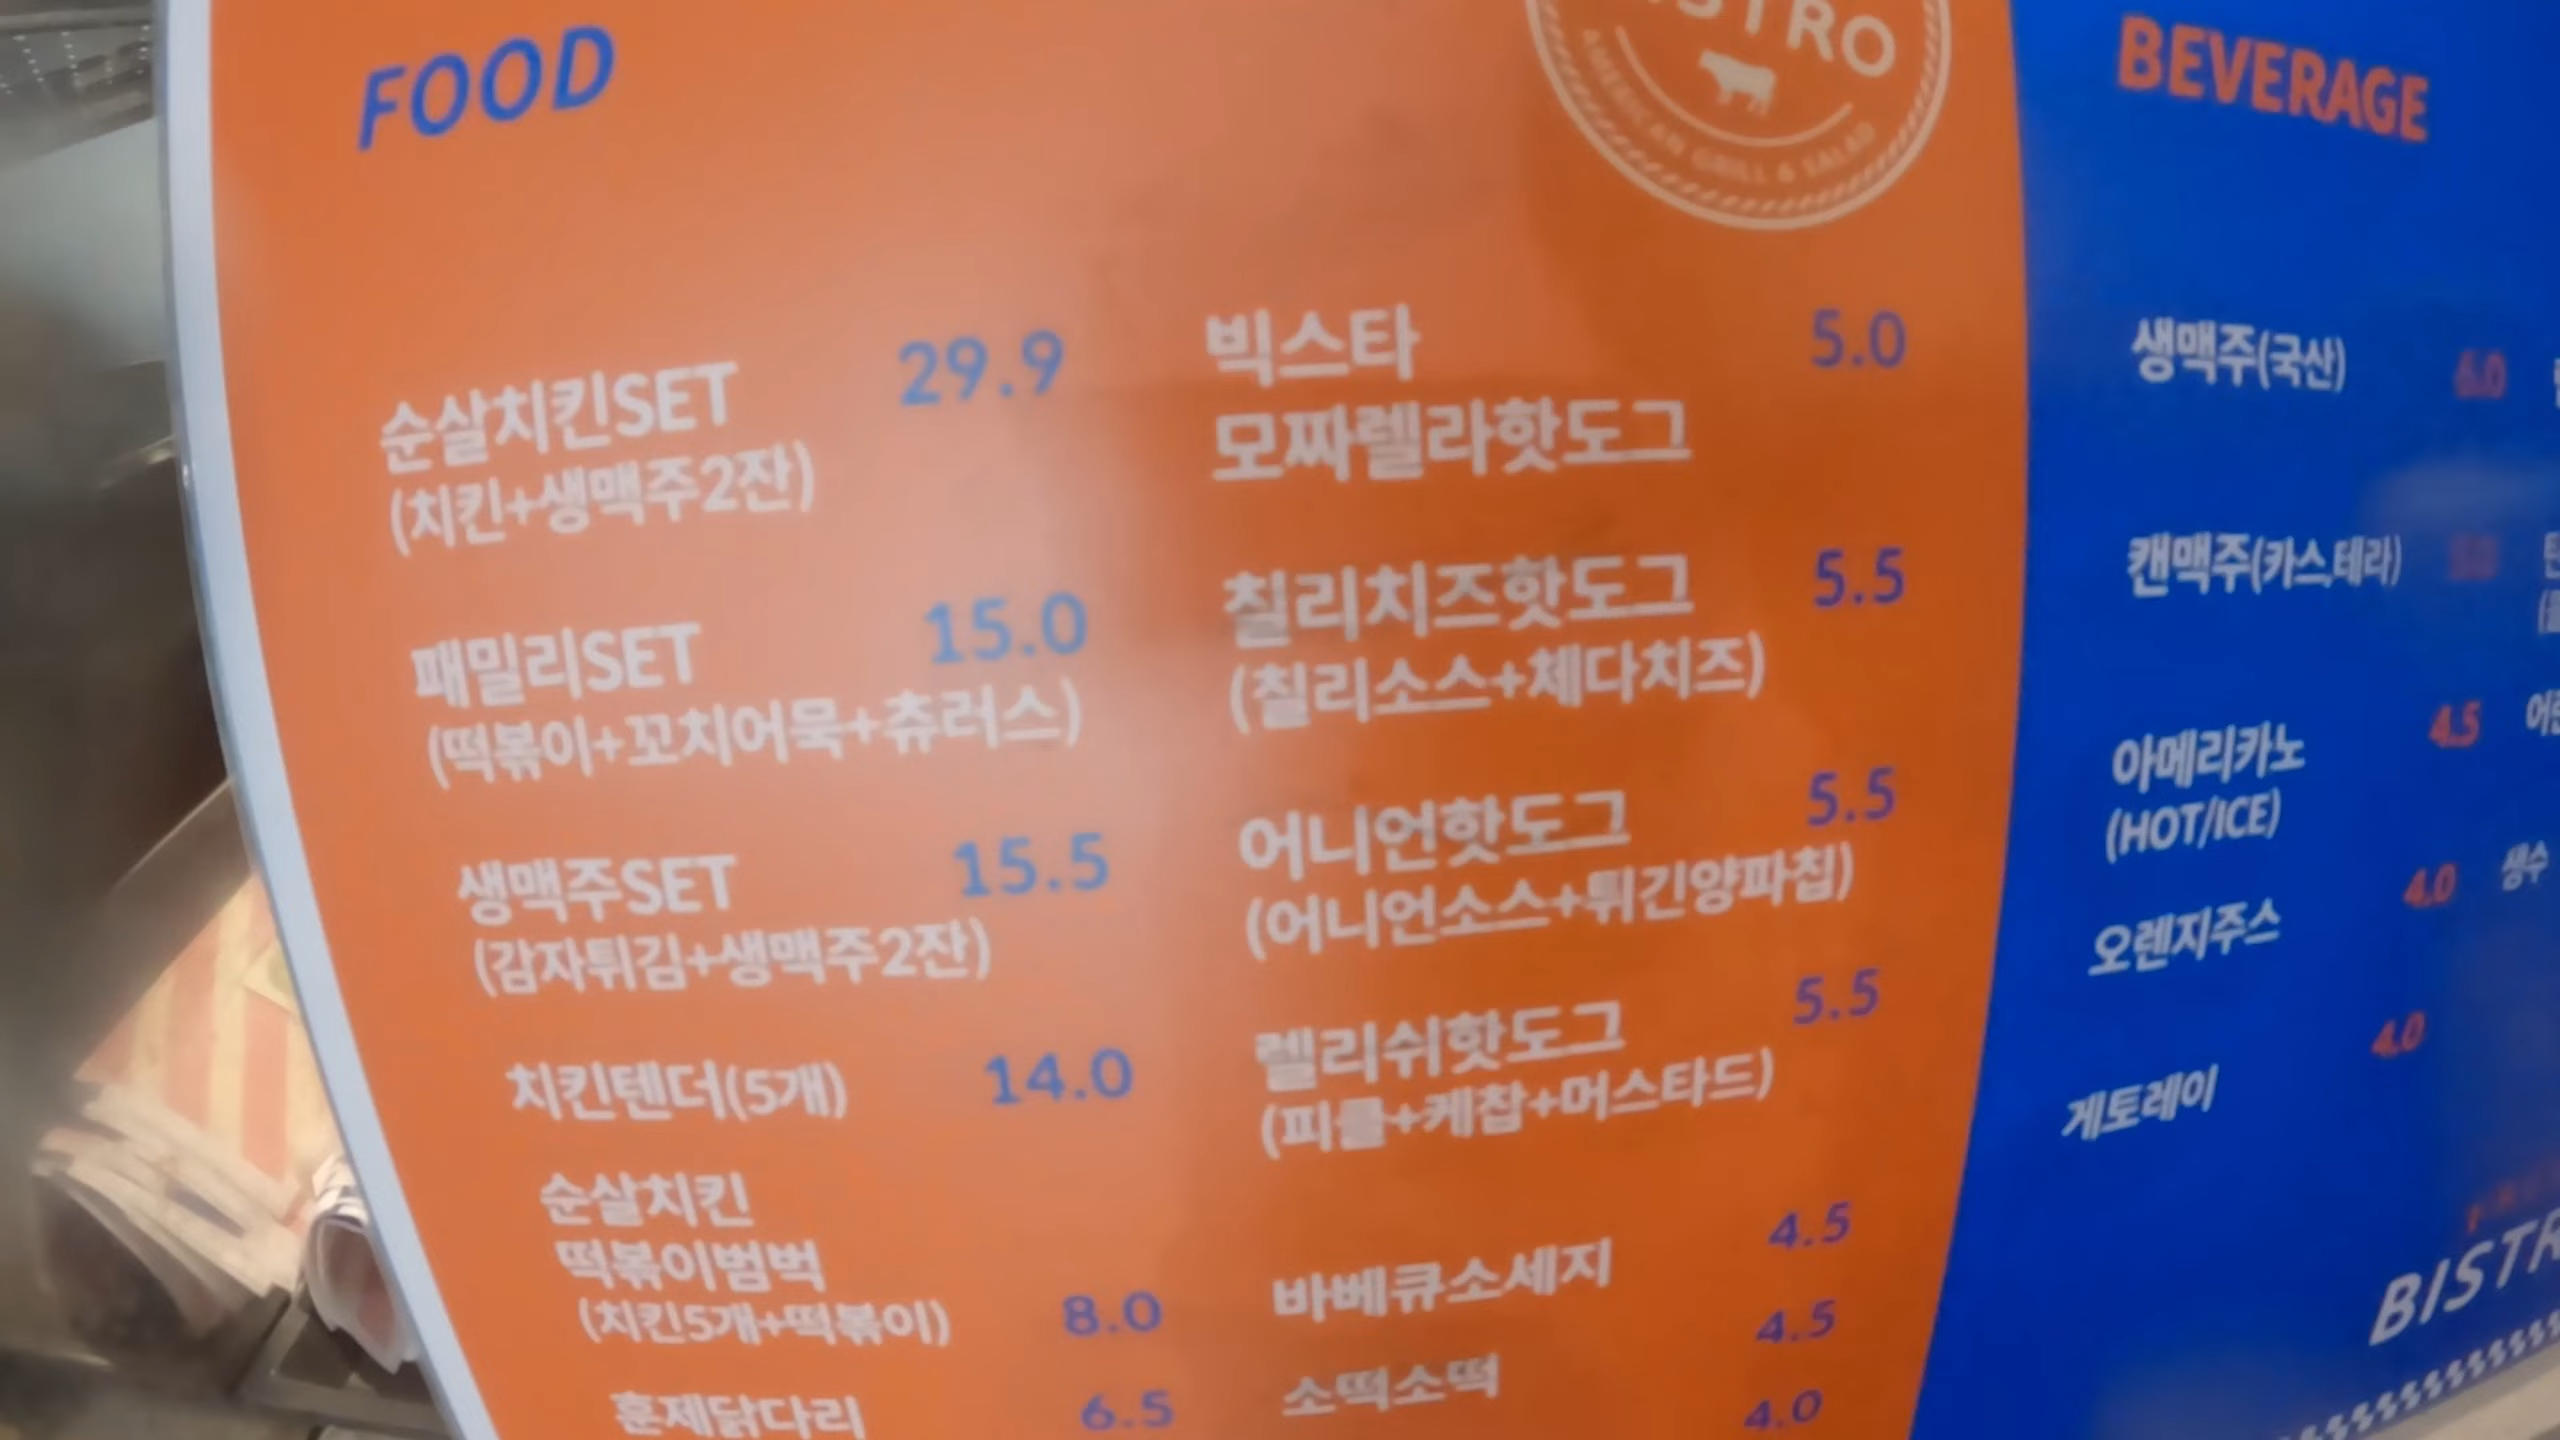 FOOD
순살치킨SET 29.9
(치킨+생맥주2잔)
패밀리SET 15.0
(떡볶이+꼬치어묵+츄러스)
생맥주SET 15.5
(감자튀김+생맥주2잔)
치킨텐더(5개) 14.0
순살치킨
떡볶이범벅
(치킨5개+떡볶이) 8.0
훈제닭다리 6.5
STRO
AMERICAN GRILL & SALAD
빅스타 5.0
모짜렐라핫도그
칠리치즈핫도그 5.5
(칠리소스+체다치즈)
어니언핫도그 5.5
(어니언소스+튀긴양파칩)
렐리쉬핫도그 5.5
(피클+케찹+머스타드)
바베큐소세지 4.5
소떡소떡 4.5
4.0
BEVERAGE
생맥주(국산) 6.0
캔맥주(카스,테라)
아메리카노 4.5
(HOT/ICE)
오렌지주스 4.0
게토레이 4.0
생수
BISTR